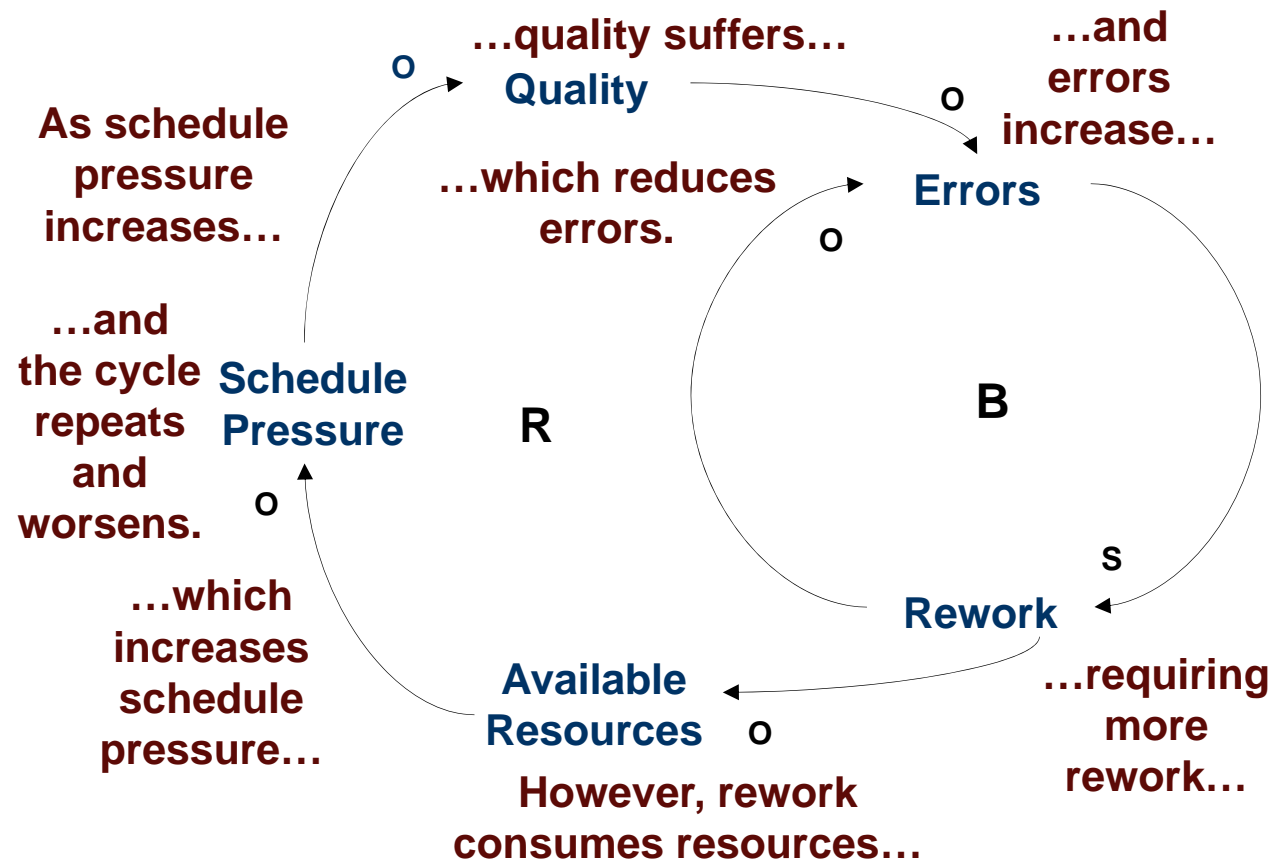 As schedule
pressure
increases…
O
…quality suffers…
Quality
O
…and
errors
increase…
Errors
…which reduces
errors.
O
B
S
Rework
…requiring
more
rework…
However, rework
consumes resources…
O
Available
Resources
…which
increases
schedule
pressure…
O
Schedule
Pressure
R
…and
the cycle
repeats
and
worsens.